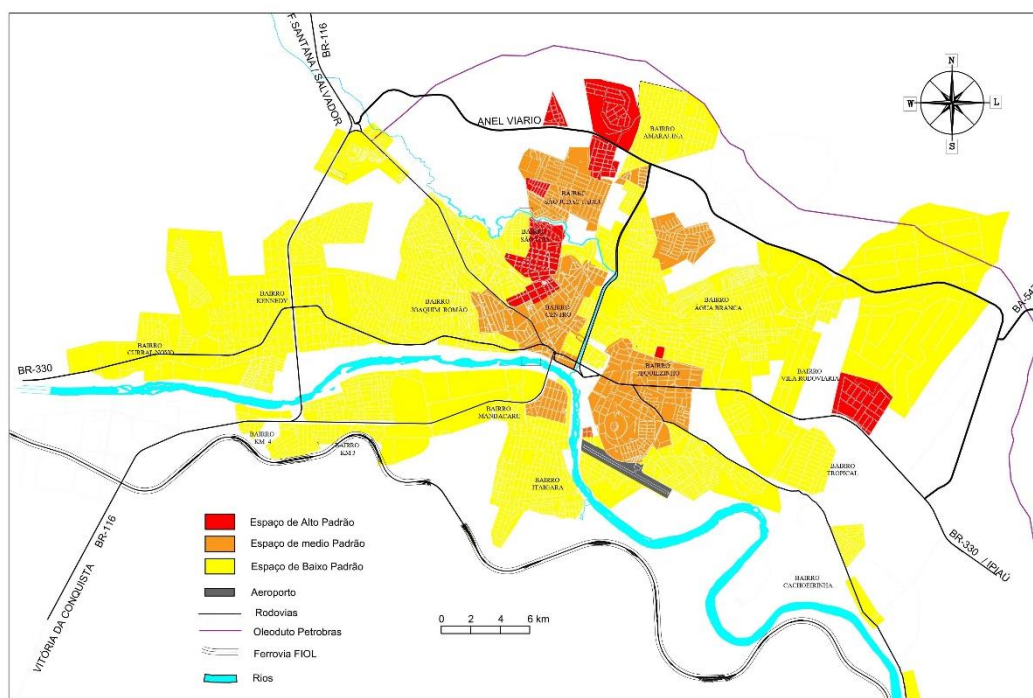 F.SANTANA / SALVADOR
BR-116
ANEL VIARIO
N
W
L
S
BAIRRO
AMARALINA
BAIRRO
SÃO JUDAS TADEU
BAIRRO
BAIRRO
KENNEDY
BAIRRO
JOAQUIM ROMÃO
BAIRRO
CENTRO
BAIRRO
ÁGUA BRANCA
BA-547
BAIRRO
CURRAL NOVO
BR-330
BAIRRO
JEQUIEZINHO
BAIRRO
VILA RODOVIÁRIA
BAIRRO
MANDACARU
BAIRRO
KM 4
BAIRRO
KM 3
BAIRRO
ITAIGARA
BAIRRO
TROPICAL
BR-330 / IPIAÚ
BAIRRO
CACHOEIRINHA
VITÓRIA DA CONQUISTA
BR-116
Espaço de Alto Padrão
Espaço de medio Padrão
Espaço de Baixo Padrão
Aeroporto
Rodovias
Oleoduto Petrobras
Ferrovia FIOL
Rios
0 2 4 6 km